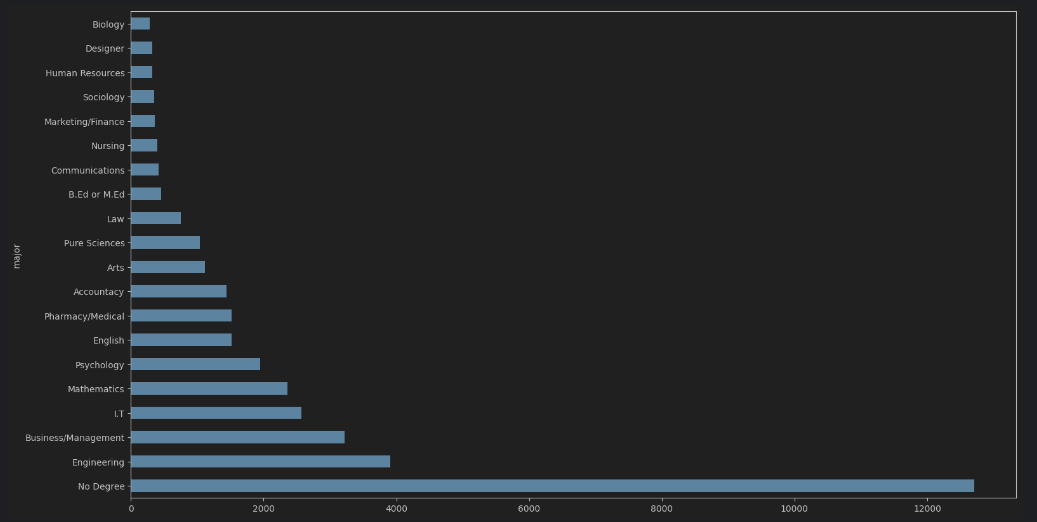 Biology
Designer
Human Resources
Sociology
Marketing/Finance
Nursing
Communications
B.Ed or M.Ed
Law
Pure Sciences
major
Arts
Accountacy
Pharmacy/Medical
English
Psychology
Mathematics
I.T
Business/Management
Engineering
No Degree
0 2000 4000 6000 8000 10000 12000